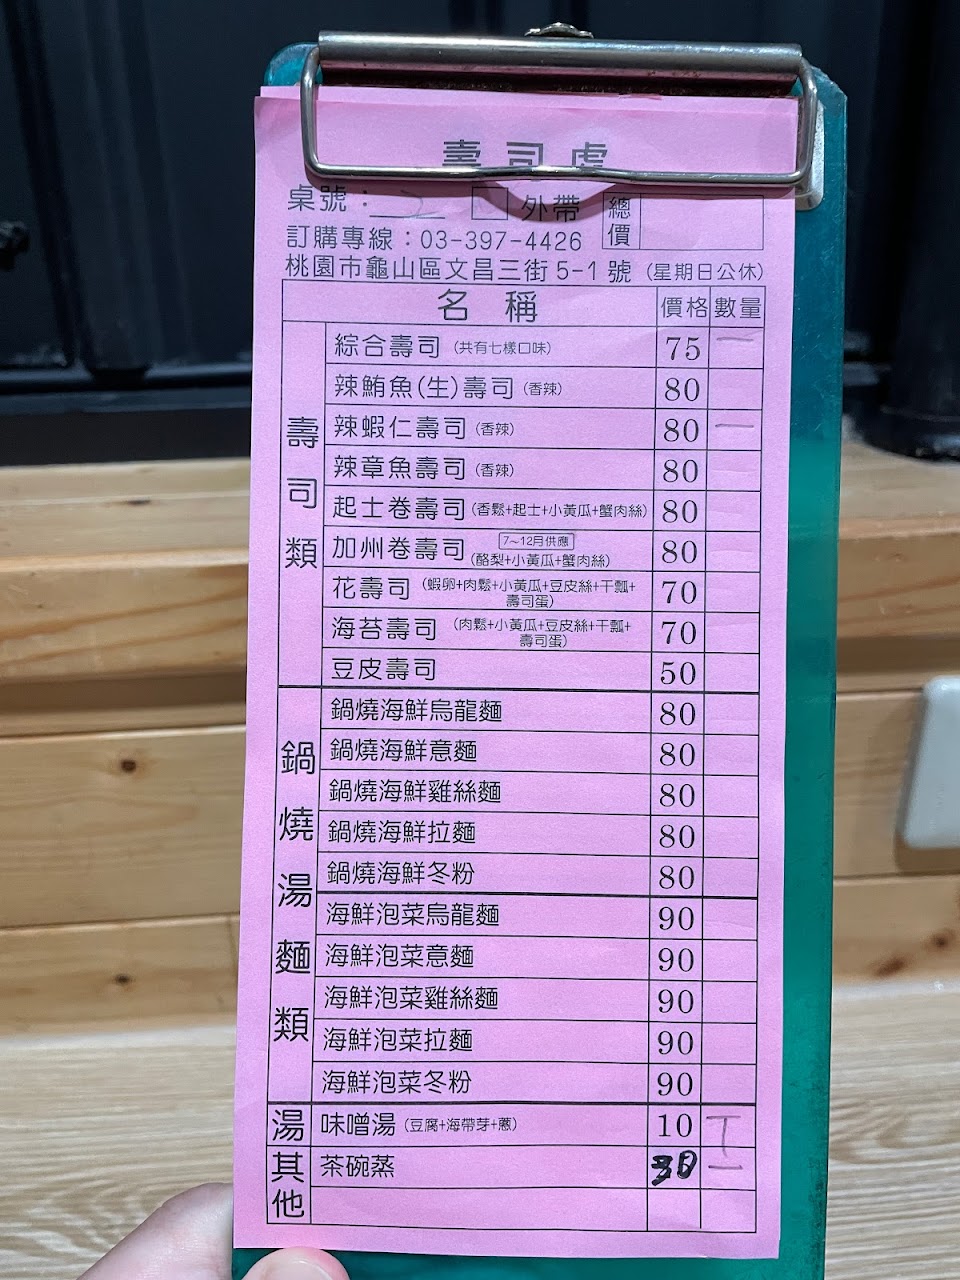 壽司處
桌號：5 外帶 總價
訂購專線：03-397-4426
桃園市龜山區文昌三街5-1號（星期日公休）
名稱 價格 數量
壽司類
綜合壽司（共有七樣口味） 75 一
辣鮪魚(生)壽司（香辣） 80
辣蝦仁壽司（香辣） 80 一
辣章魚壽司（香辣） 80
起士卷壽司（香鬆+起士+小黃瓜+蟹肉絲） 80
加州卷壽司 7～12月供應（酪梨+小黃瓜+蟹肉絲） 80
花壽司（蝦卵+肉鬆+小黃瓜+豆皮絲+干瓢+壽司蛋） 70
海苔壽司（肉鬆+小黃瓜+豆皮絲+干瓢+壽司蛋） 70
豆皮壽司 50
鍋燒湯麵類
鍋燒海鮮烏龍麵 80
鍋燒海鮮意麵 80
鍋燒海鮮雞絲麵 80
鍋燒海鮮拉麵 80
鍋燒海鮮冬粉 80
海鮮泡菜烏龍麵 90
海鮮泡菜意麵 90
海鮮泡菜雞絲麵 90
海鮮泡菜拉麵 90
海鮮泡菜冬粉 90
湯
味噌湯（豆腐+海帶芽+蔥） 10 丅
其他
茶碗蒸 30 一